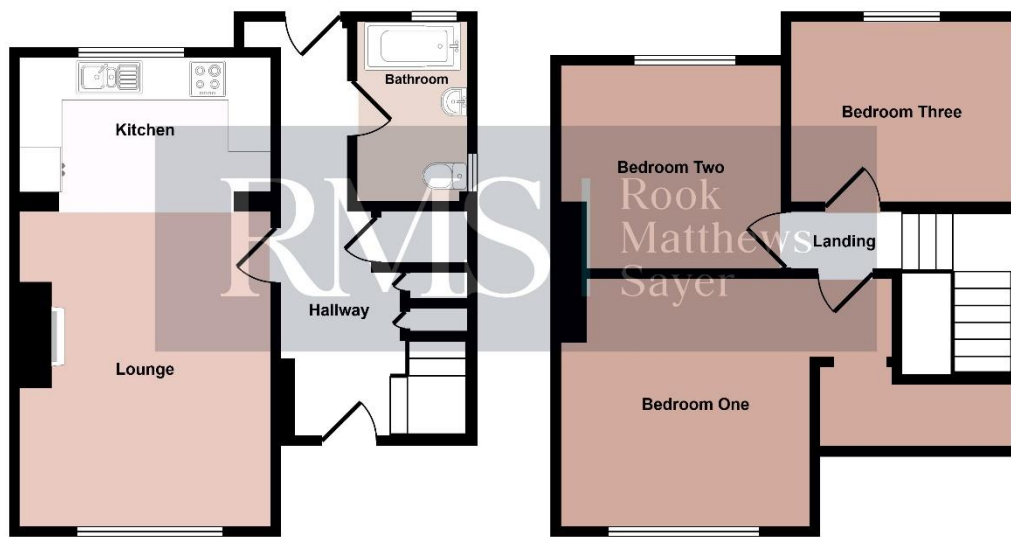 Kitchen
Bathroom
Lounge
Hallway
Bedroom Two
Bedroom Three
Landing
Bedroom One
RMS
Rook
Matthews
Sayer